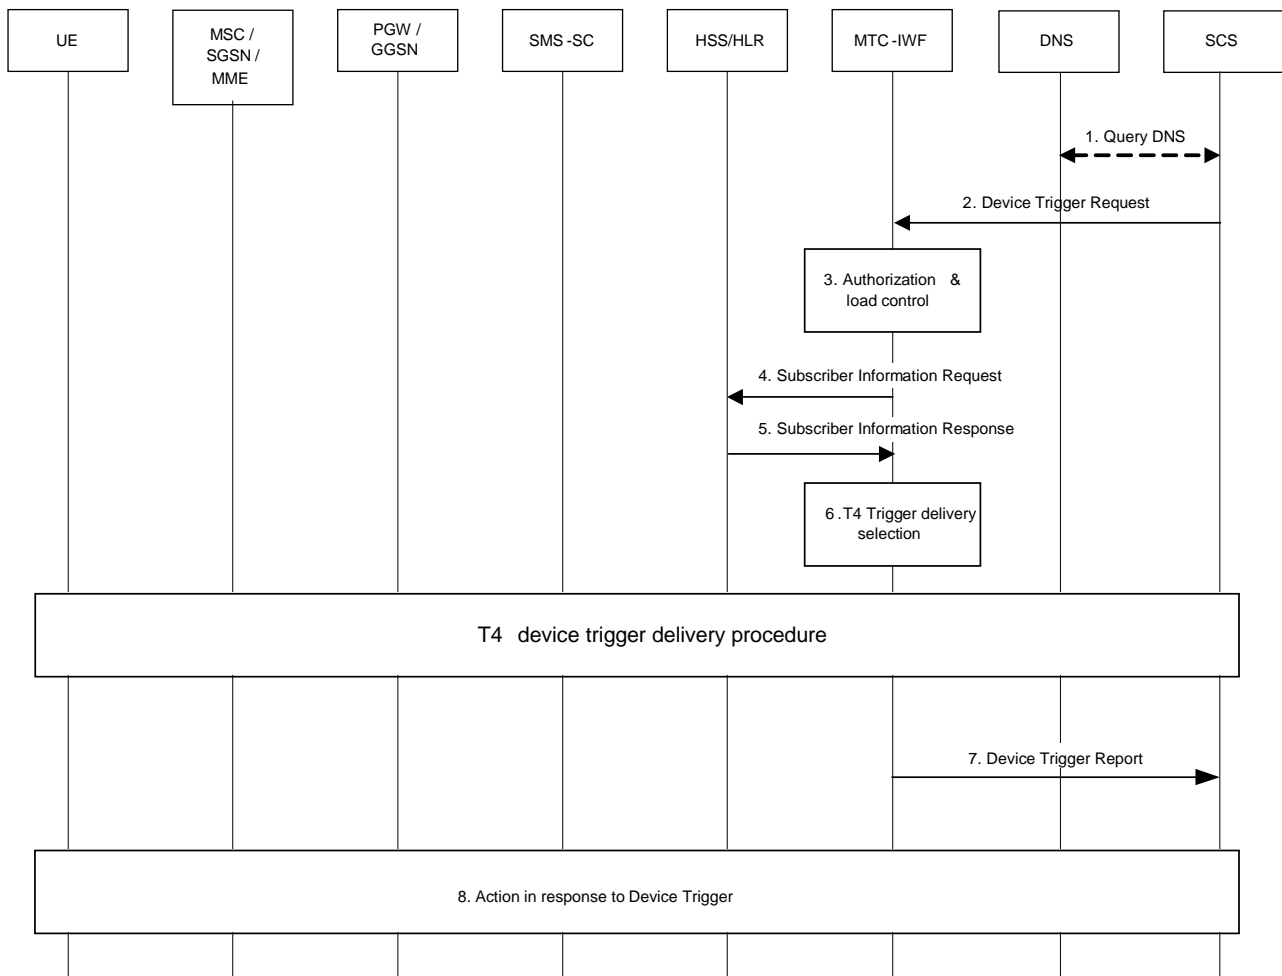 UE
MSC /
SGSN /
MME
PGW /
GGSN
SMS -SC
HSS/HLR
MTC -IWF
DNS
SCS
1. Query DNS
2. Device Trigger Request
3. Authorization &
load control
4. Subscriber Information Request
5. Subscriber Information Response
6 .T4 Trigger delivery
selection
T4 device trigger delivery procedure
7. Device Trigger Report
8. Action in response to Device Trigger